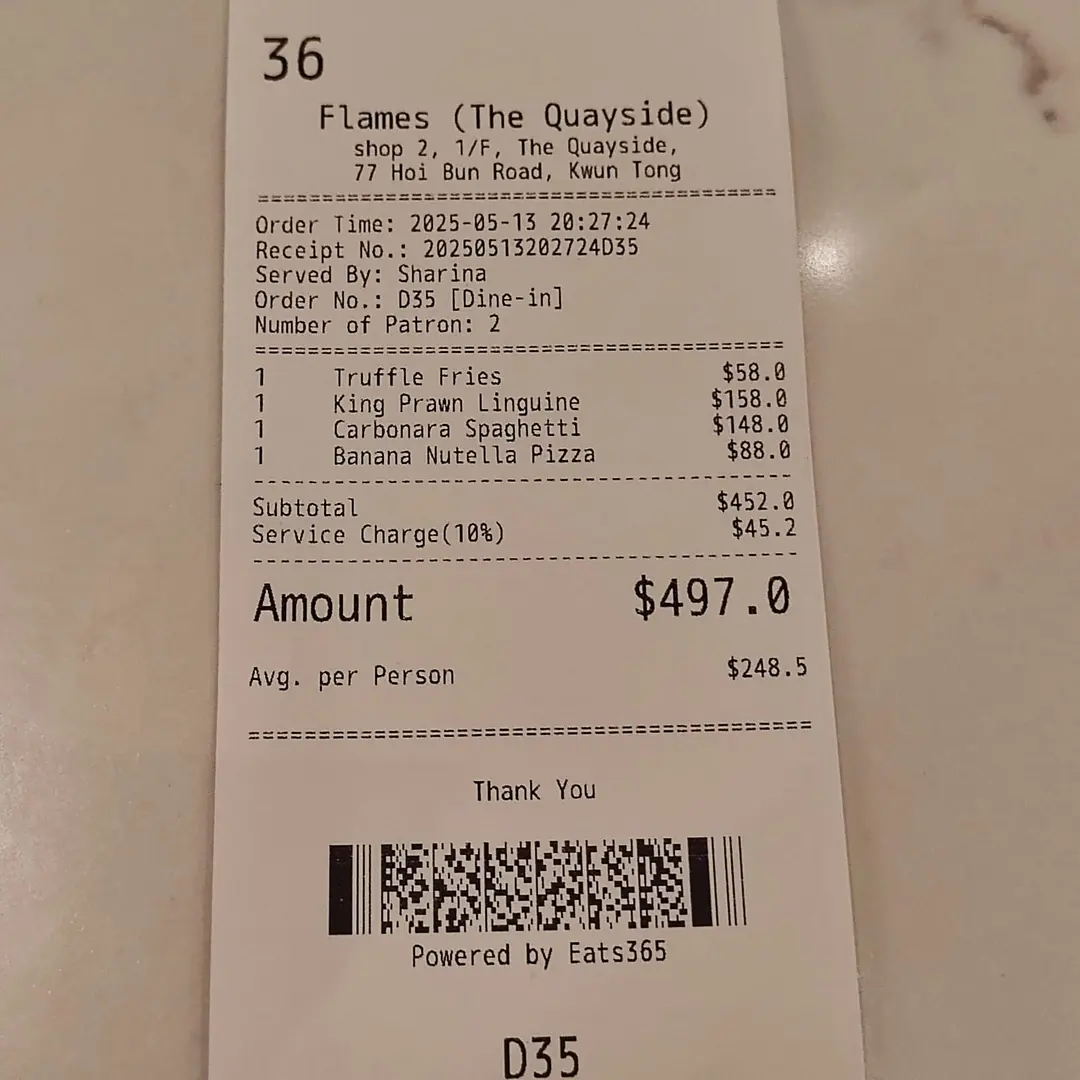 36
Flames (The Quayside)
shop 2, 1/F, The Quayside,
77 Hoi Bun Road, Kwun Tong
========================================
Order Time: 2025-05-13 20:27:24
Receipt No.: 20250513202724D35
Served By: Sharina
Order No.: D35 [Dine-in]
Number of Patron: 2
========================================
1 Truffle Fries $58.0
1 King Prawn Linguine $158.0
1 Carbonara Spaghetti $148.0
1 Banana Nutella Pizza $88.0
----------------------------------------
Subtotal $452.0
Service Charge(10%) $45.2
----------------------------------------
Amount $497.0
Avg. per Person $248.5
========================================
Thank You
Powered by Eats365
D35